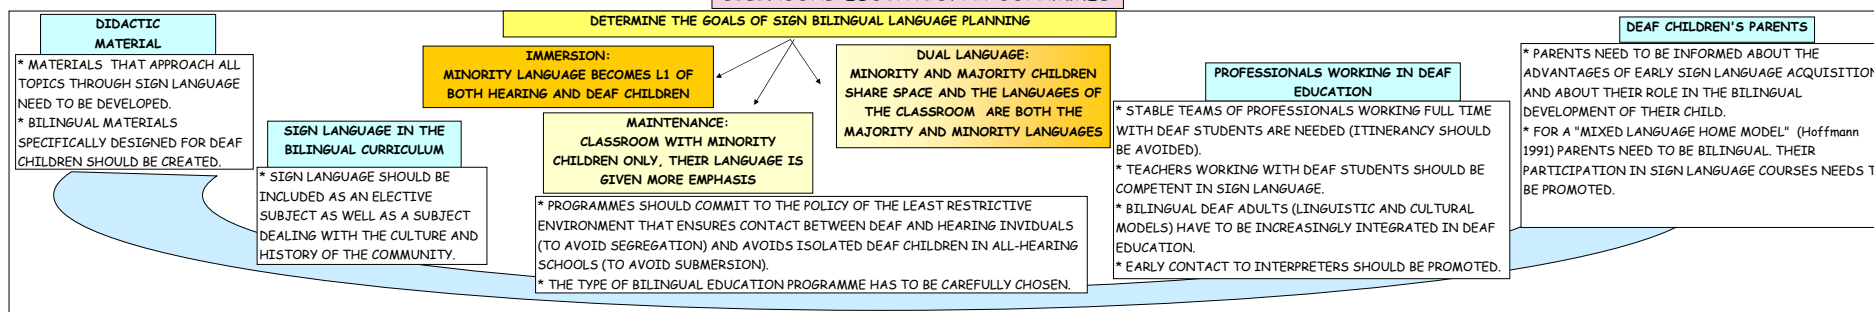 DETERMINE THE GOALS OF SIGN BILINGUAL LANGUAGE PLANNING
DIDACTIC
MATERIAL
* MATERIALS THAT APPROACH ALL
TOPICS THROUGH SIGN LANGUAGE
NEED TO BE DEVELOPED.
* BILINGUAL MATERIALS
SPECIFICALLY DESIGNED FOR DEAF
CHILDREN SHOULD BE CREATED.
SIGN LANGUAGE IN THE
BILINGUAL CURRICULUM
* SIGN LANGUAGE SHOULD BE
INCLUDED AS AN ELECTIVE
SUBJECT AS WELL AS A SUBJECT
DEALING WITH THE CULTURE AND
HISTORY OF THE COMMUNITY.
IMMERSION:
MINORITY LANGUAGE BECOMES L1 OF
BOTH HEARING AND DEAF CHILDREN
MAINTENANCE:
CLASSROOM WITH MINORITY
CHILDREN ONLY, THEIR LANGUAGE IS
GIVEN MORE EMPHASIS
DUAL LANGUAGE:
MINORITY AND MAJORITY CHILDREN
SHARE SPACE AND THE LANGUAGES OF
THE CLASSROOM ARE BOTH THE
MAJORITY AND MINORITY LANGUAGES
* PROGRAMMES SHOULD COMMIT TO THE POLICY OF THE LEAST RESTRICTIVE
ENVIRONMENT THAT ENSURES CONTACT BETWEEN DEAF AND HEARING INVIDUALS
(TO AVOID SEGREGATION) AND AVOIDS ISOLATED DEAF CHILDREN IN ALL-HEARING
SCHOOLS (TO AVOID SUBMERSION).
* THE TYPE OF BILINGUAL EDUCATION PROGRAMME HAS TO BE CAREFULLY CHOSEN.
PROFESSIONALS WORKING IN DEAF
EDUCATION
* STABLE TEAMS OF PROFESSIONALS WORKING FULL TIME
WITH DEAF STUDENTS ARE NEEDED (ITINERANCY SHOULD
BE AVOIDED).
* TEACHERS WORKING WITH DEAF STUDENTS SHOULD BE
COMPETENT IN SIGN LANGUAGE.
* BILINGUAL DEAF ADULTS (LINGUISTIC AND CULTURAL
MODELS) HAVE TO BE INCREASINGLY INTEGRATED IN DEAF
EDUCATION.
* EARLY CONTACT TO INTERPRETERS SHOULD BE PROMOTED.
DEAF CHILDREN'S PARENTS
* PARENTS NEED TO BE INFORMED ABOUT THE
ADVANTAGES OF EARLY SIGN LANGUAGE ACQUISITION
AND ABOUT THEIR ROLE IN THE BILINGUAL
DEVELOPMENT OF THEIR CHILD.
* FOR A "MIXED LANGUAGE HOME MODEL" (Hoffmann
1991) PARENTS NEED TO BE BILINGUAL. THEIR
PARTICIPATION IN SIGN LANGUAGE COURSES NEEDS
BE PROMOTED.